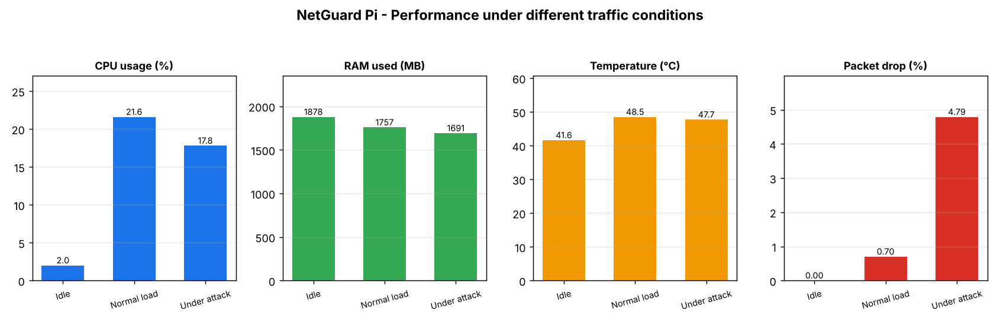 NetGuard Pi - Performance under different traffic conditions
CPU usage (%)
25
20
15
10
5
0
2.0
21.6
17.8
Idle
Normal load
Under attack
RAM used (MB)
2000
1500
1000
500
0
1878
1757
1691
Idle
Normal load
Under attack
Temperature (°C)
60
50
40
30
20
10
0
41.6
48.5
47.7
Idle
Normal load
Under attack
Packet drop (%)
5
4
3
2
1
0
0.00
0.70
4.79
Idle
Normal load
Under attack